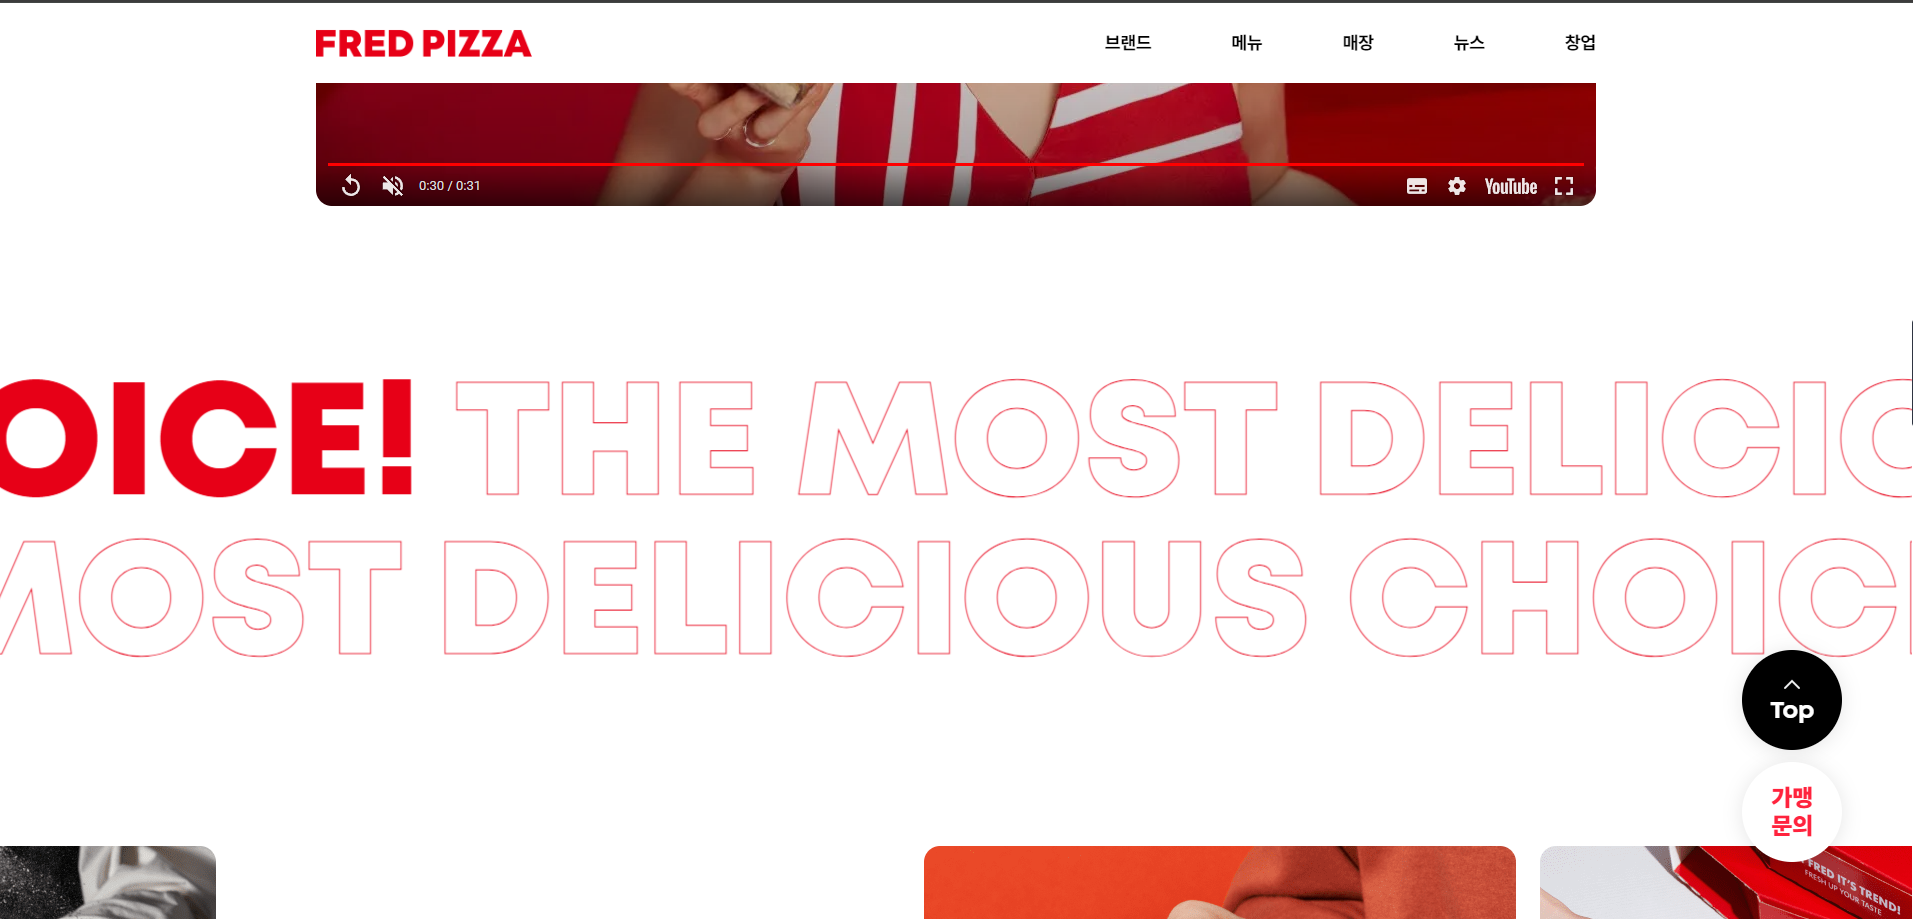 FRED PIZZA
브랜드 메뉴 매장 뉴스 창업
0:30 / 0:31
YouTube
OICE! THE MOST DELICIO
MOST DELICIOUS CHOICE
Top
가맹
문의
FRED IT'S TREND!
FRESH UP YOUR TASTE